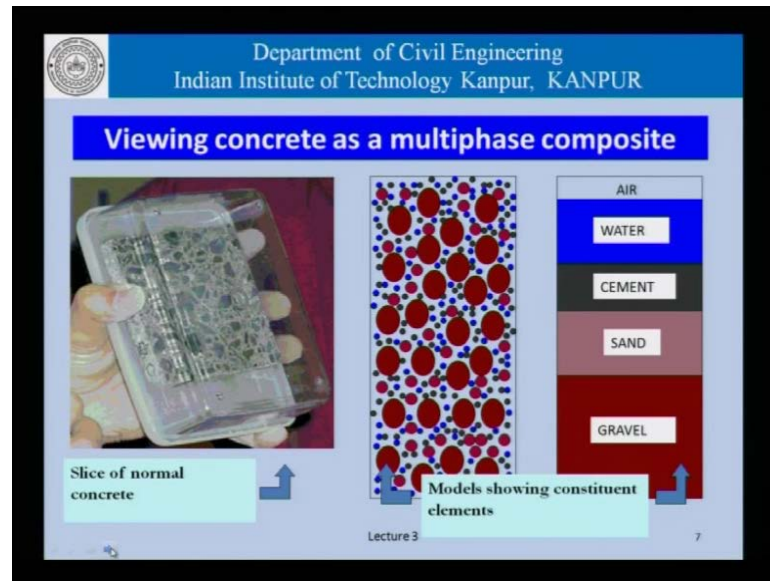 Department of Civil Engineering
Indian Institute of Technology Kanpur, KANPUR
Viewing concrete as a multiphase composite
AIR
WATER
CEMENT
SAND
GRAVEL
Slice of normal
concrete
Models showing constituent
elements
Lecture 3
7